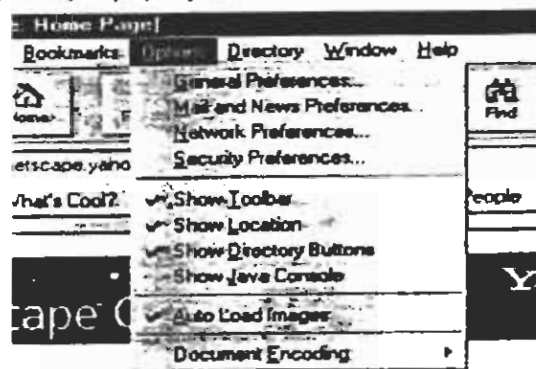 Home Page]
Bookmarks Options Directory Window Help
General Preferences...
Home
Mail and News Preferences...
Find
Network Preferences...
etscape.yaho
Security Preferences...
What's Cool?
Show Toolbar
eople
Show Location
Show Directory Buttons
Show Java Console
cape
Y
Auto Load Images
Document Encoding